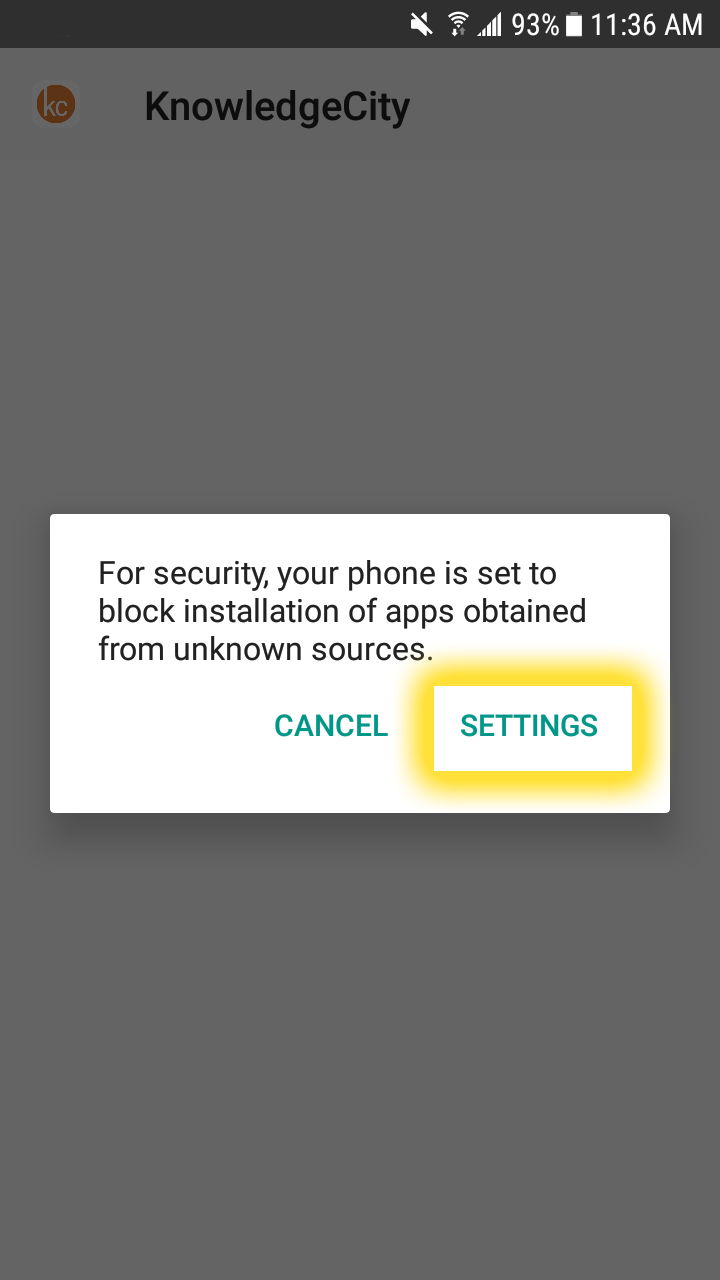 93% 11:36 AM
kc KnowledgeCity
For security, your phone is set to
block installation of apps obtained
from unknown sources.
CANCEL SETTINGS